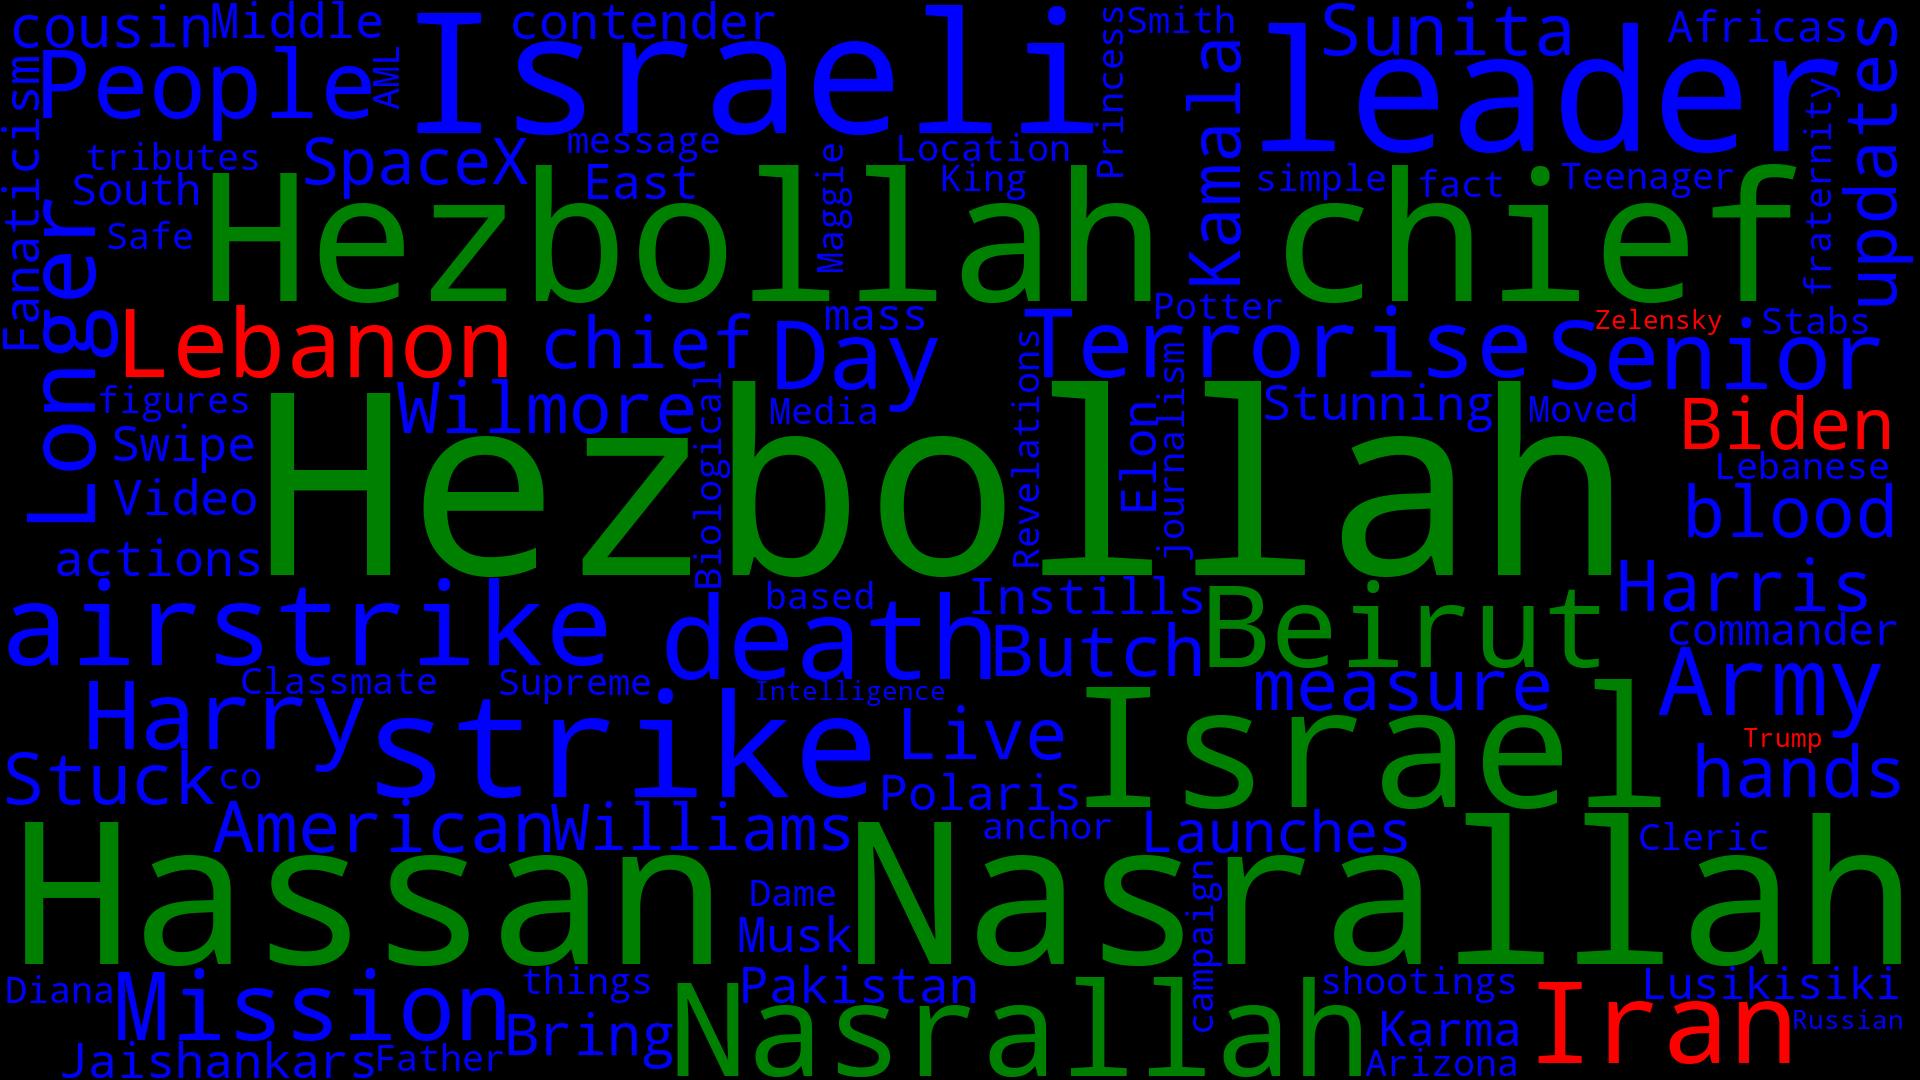 cousin Middle contender Smith Sunita Africas
People AML Israeli Princess Kamala leader updates
Fanaticism tributes SpaceX message Location fraternity
South East Maggie King simple fact Teenager
Safe Hezbollah chief
Longer Lebanon chief mass Day Potter Terrorise Zelensky Senior Stabs
figures Wilmore Biological Media Revelations Elon journalism Stunning Moved Biden
Swipe Hezbollah Lebanese
Video blood
actions
airstrike death based Instills Butch Beirut Harris
commander
Classmate Supreme Intelligence measure Army
Harry strike Live Israel Trump
Stuck co Polaris hands
American Williams anchor Launches Cleric
Hassan Dame Nasrallah campaign
Musk
Diana Mission things Pakistan shootings Lusikisiki
Bring Nasrallah Karma Iran Russian
Jaishankars Father Arizona